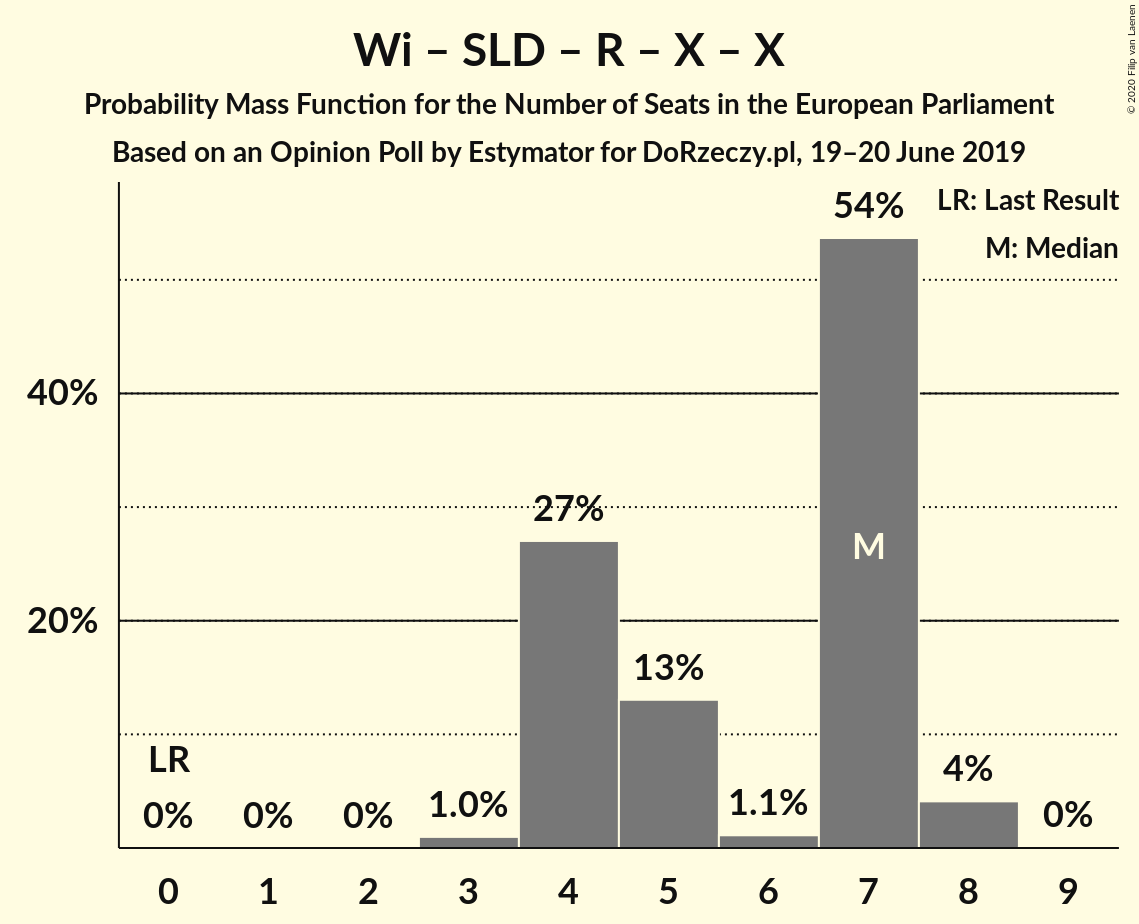 Wi – SLD – R – X – X
Probability Mass Function for the Number of Seats in the European Parliament
Based on an Opinion Poll by Estymator for DoRzeczy.pl, 19–20 June 2019
© 2020 Filip van Laenen
LR: Last Result
M: Median
40%
20%
LR
0%
0%
0%
1.0%
27%
13%
1.1%
54%
M
4%
0%
0 1 2 3 4 5 6 7 8 9